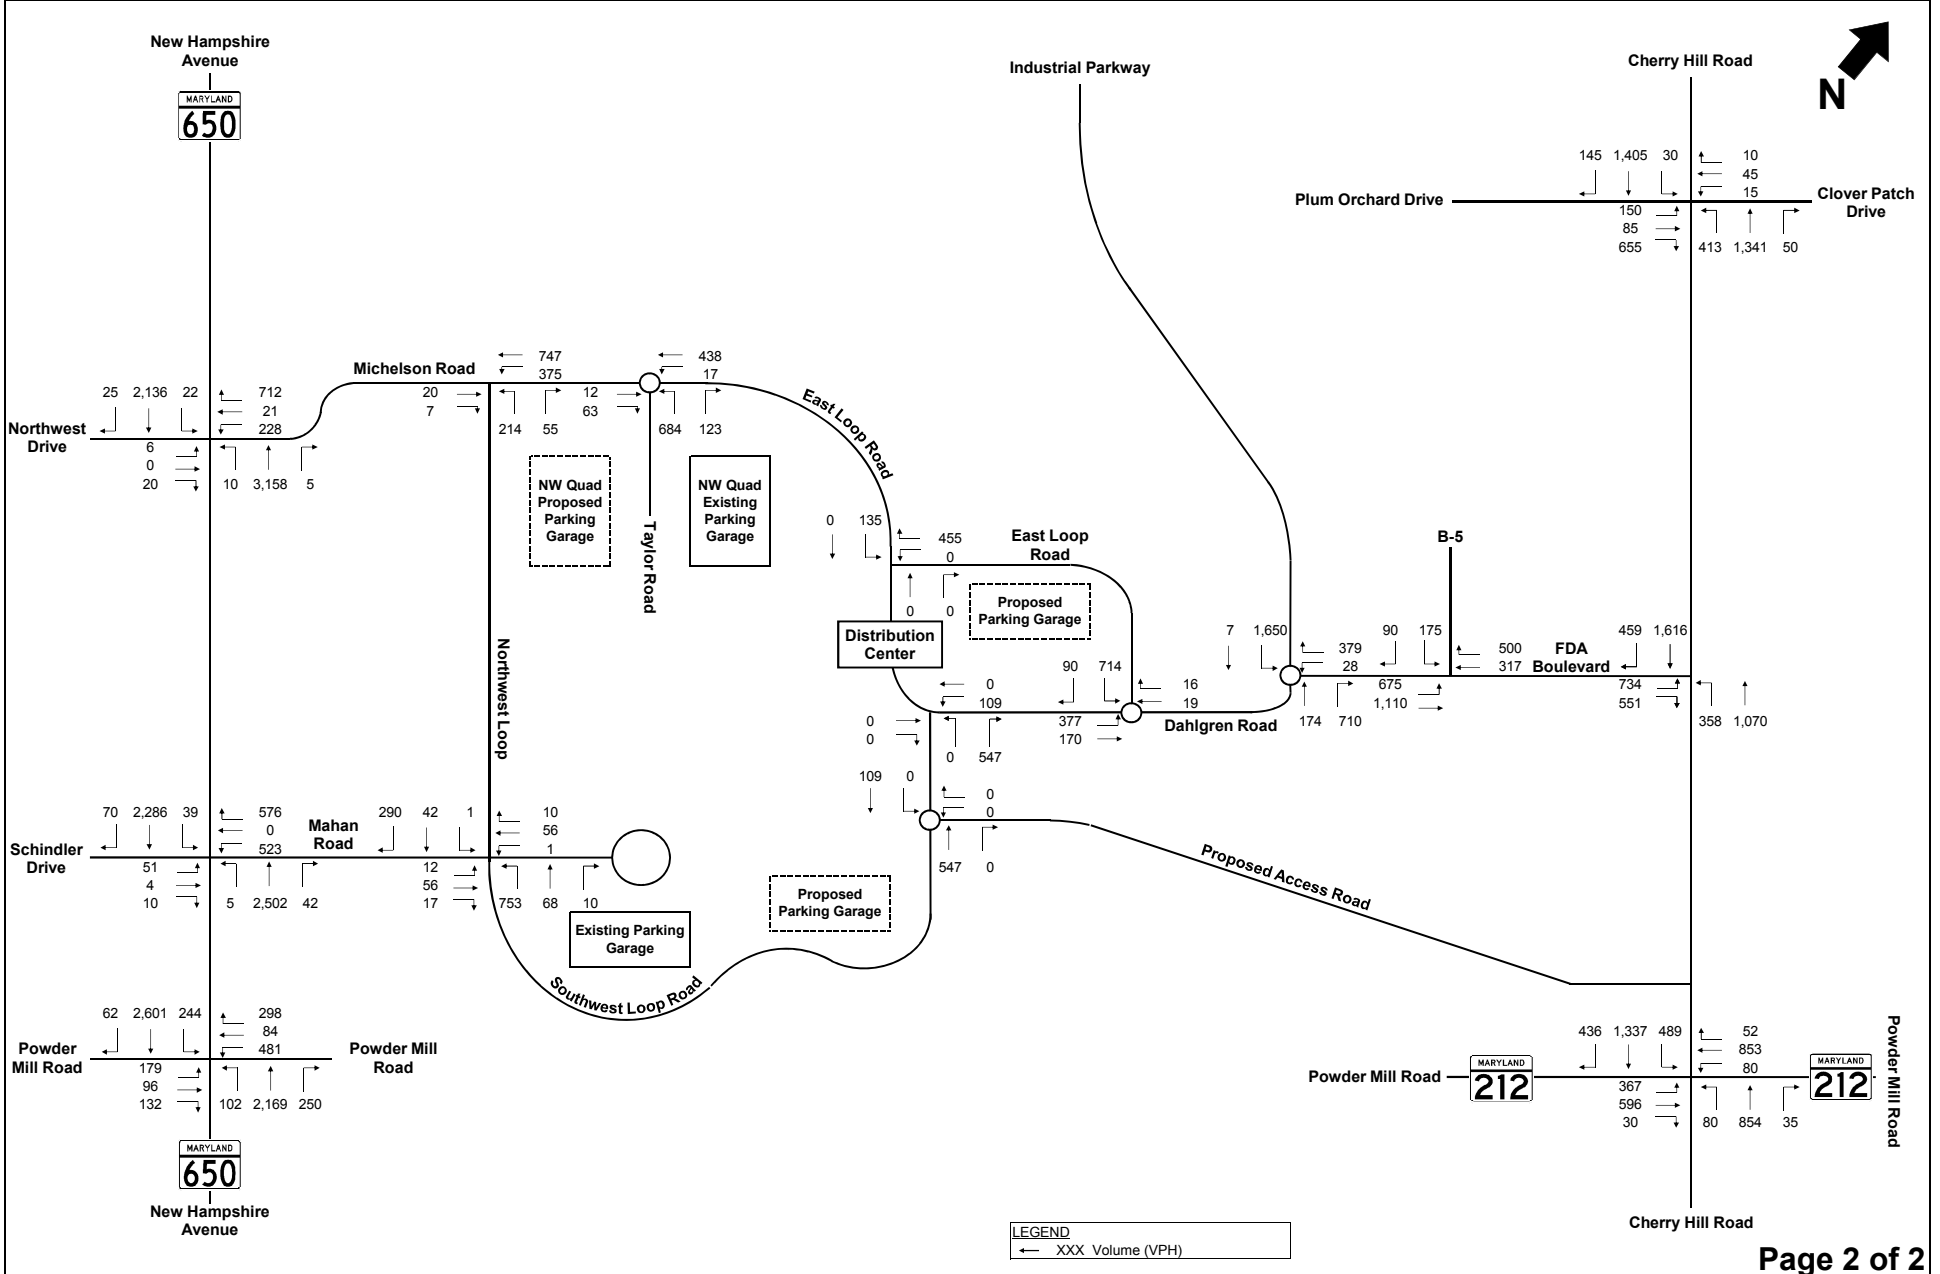 New Hampshire
Avenue
MARYLAND
650
Industrial Parkway
Cherry Hill Road
N
145 1,405 30
10
45
15
Plum Orchard Drive
Clover Patch
Drive
150
85
655
413 1,341 50
Michelson Road
747
375
438
17
25 2,136 22
712
21
228
20
7
12
63
214 55
684 123
Northwest
Drive
6
0
20
10 3,158 5
East Loop Road
NW Quad
Proposed
Parking
Garage
NW Quad
Existing
Parking
Garage
Taylor Road
0 135
455
0
East Loop
Road
B-5
0 0
Proposed
Parking Garage
Distribution
Center
Northwest Loop
7 1,650
379
28
90 175
500
317
FDA
Boulevard
459 1,616
90 714
16
19
0
109
675
1,110
734
551
0
0
377
170
Dahlgren Road
174 710
358 1,070
0 547
109 0
0
0
547 0
70 2,286 39
576
0
523
Mahan
Road
290 42 1
10
56
1
Schindler
Drive
51
4
10
5 2,502 42
12
56
17
753 68 10
Proposed Access Road
Proposed
Parking Garage
Existing Parking
Garage
Southwest Loop Road
62 2,601 244
298
84
481
Powder
Mill Road
Powder Mill
Road
179
96
132
102 2,169 250
436 1,337 489
52
853
80
Powder Mill Road
MARYLAND
212
MARYLAND
212
Powder Mill Road
367
596
30
80 854 35
MARYLAND
650
New Hampshire
Avenue
Cherry Hill Road
LEGEND
XXX Volume (VPH)
Page 2 of 2